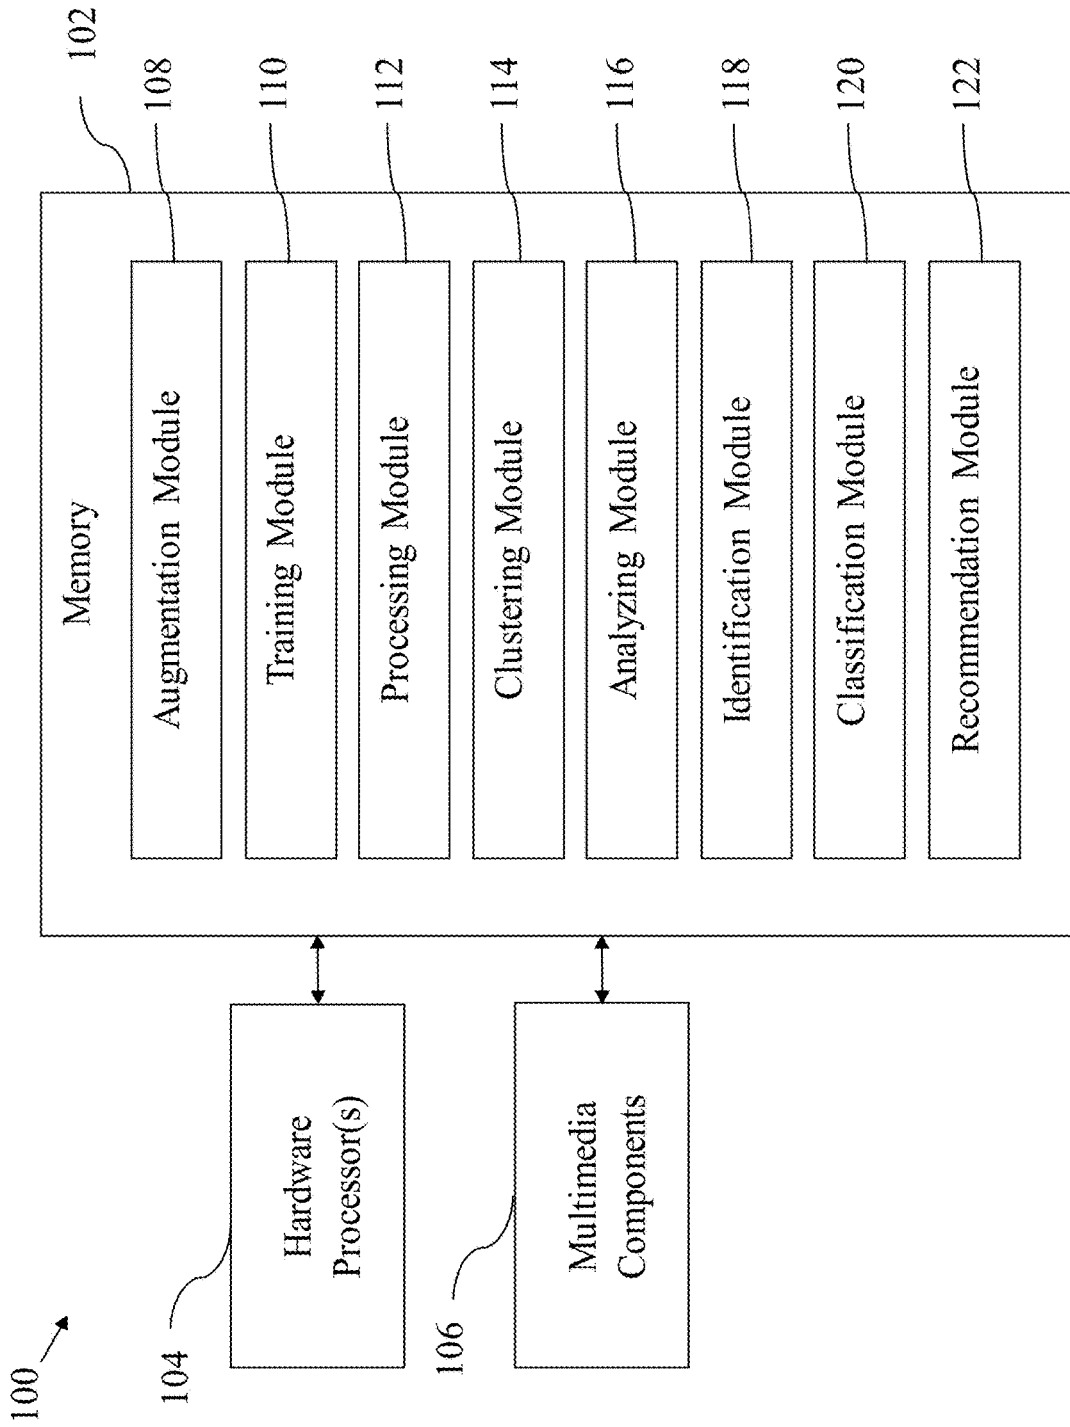 100
102
Memory
Augmentation Module
108
Training Module
110
Processing Module
112
Clustering Module
114
Analyzing Module
116
Identification Module
118
Classification Module
120
Recommendation Module
122
104
Hardware
Processor(s)
106
Multimedia
Components